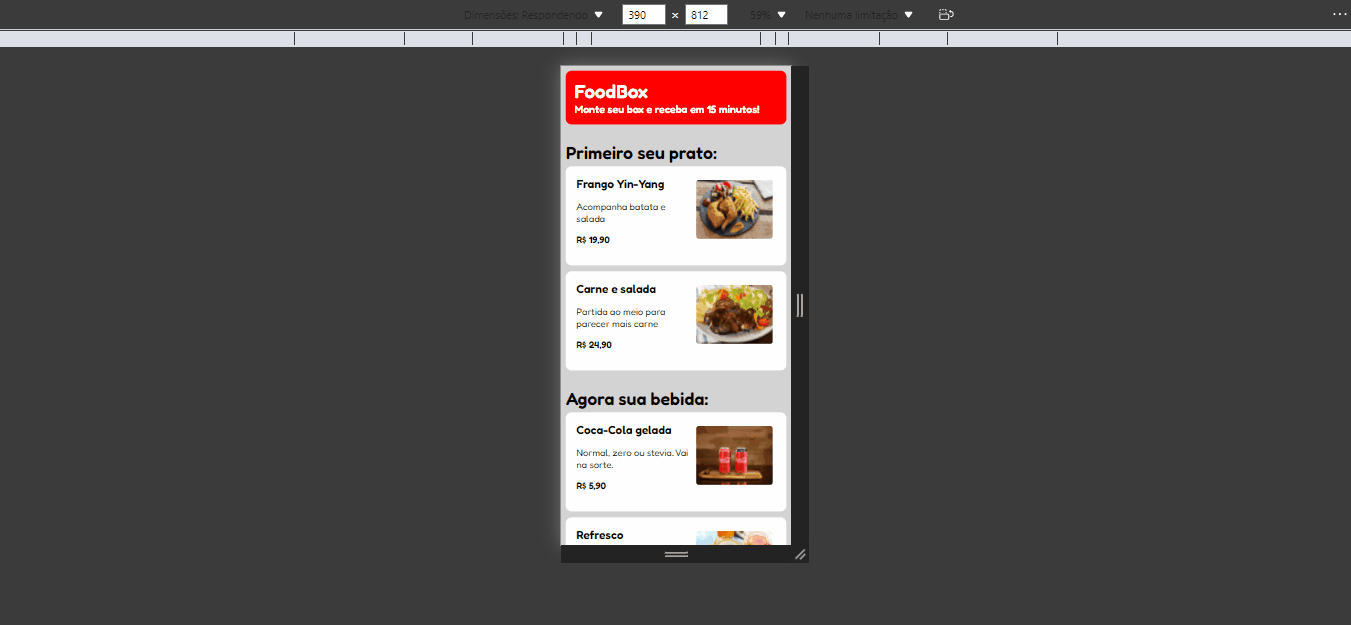 Dimensões: Respondendo 390 × 812 59% Nenhuma limitação
FoodBox
Monte seu box e receba em 15 minutos!
Primeiro seu prato:
Frango Yin-Yang
Acompanha batata e
salada
R$ 19,90
Carne e salada
Partida ao meio para
parecer mais carne
R$ 24,90
Agora sua bebida:
Coca-Cola gelada
Normal, zero ou stevia. Vai
na sorte.
R$ 5,90
Refresco